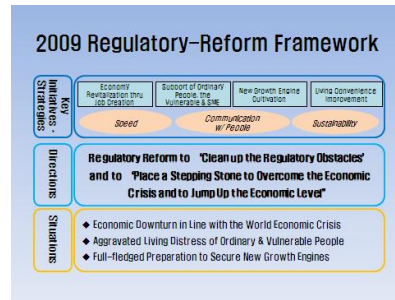 2009 Regulatory-Reform Framework
Key
Initiatives·
Strategies
Economy
Revitalization thru
Job Creation
Support of Ordinary
People, the
Vulnerable & SME
New Growth Engine
Cultivation
Living Convenience
Improvement
Speed
Communication
w/ People
Sustainability
Directions
Regulatory Reform to “Clean up the Regulatory Obstacles”
and to “Place a Stepping Stone to Overcome the Economic
Crisis and to Jump Up the Economic Level”
Situations
◆ Economic Downturn in Line with the World Economic Crisis
◆ Aggravated Living Distress of Ordinary & Vulnerable People
◆ Full-fledged Preparation to Secure New Growth Engines